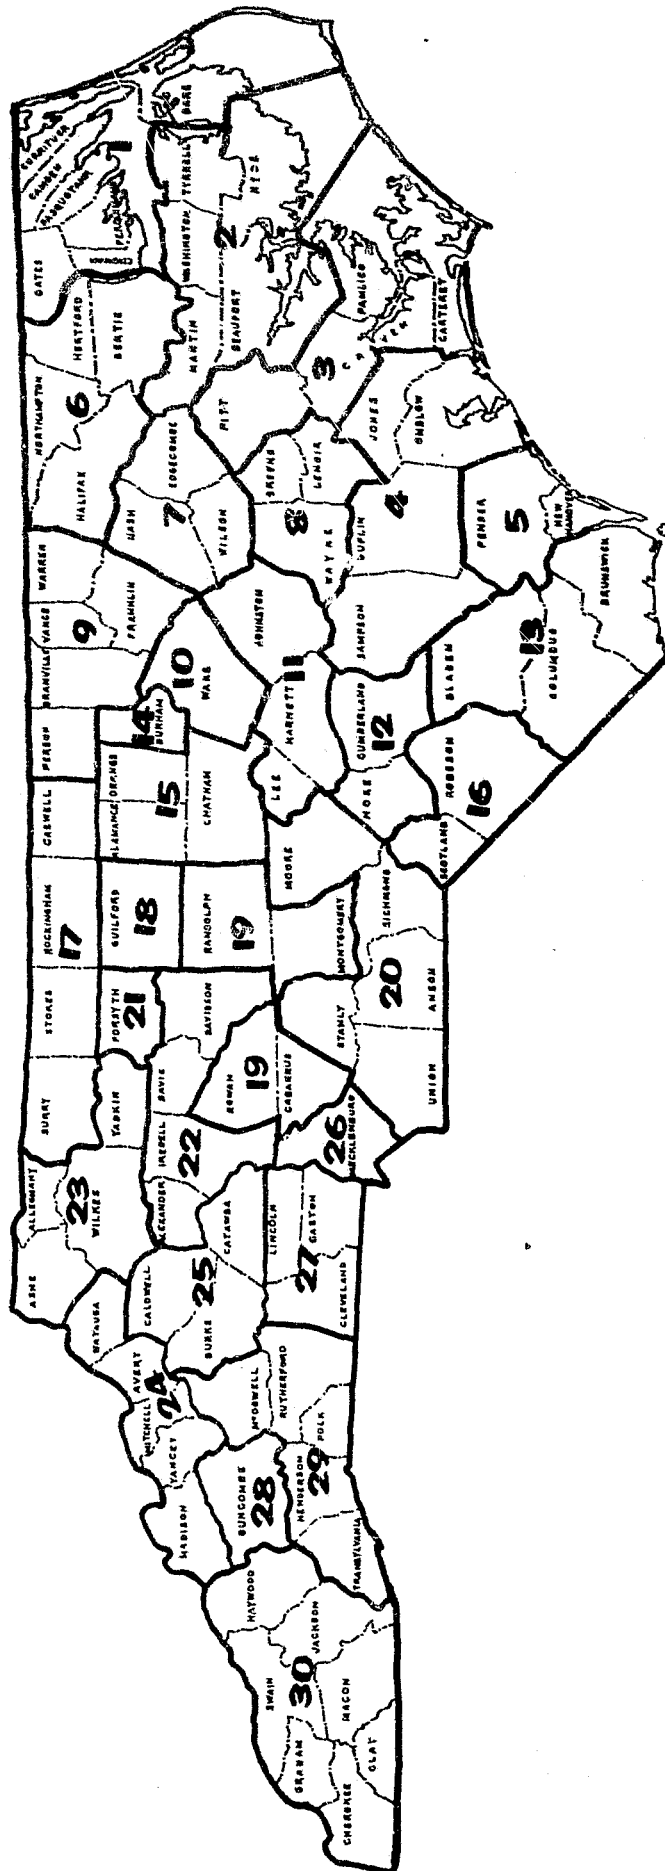 CURRITUCK
CAMDEN
PASQUOTANK
PERQUIMANS
1
GATES
CHOWAN
DARE
TYRRELL
WASHINGTON
HYDE
2
MARTIN
BEAUFORT
HERTFORD
BERTIE
NORTHAMPTON
6
HALIFAX
PAMLICO
3
CRAVEN
CARTERET
PITT
JONES
ONSLOW
4
DUPLIN
SAMPSON
EDGECOMBE
NASH
7
WILSON
GREENE
LENOIR
8
WAYNE
PENDER
5
NEW HANOVER
WARREN
VANCE
9
FRANKLIN
GRANVILLE
PERSON
10
WAKE
JOHNSTON
HARNETT
11
LEE
CUMBERLAND
12
HOKE
BLADEN
13
COLUMBUS
BRUNSWICK
14
DURHAM
ORANGE
ALAMANCE
15
CHATHAM
ROBESON
16
SCOTLAND
CASWELL
ROCKINGHAM
17
STOKES
SURRY
GUILFORD
18
RANDOLPH
19
MONTGOMERY
MOORE
RICHMOND
20
STANLY
ANSON
UNION
FORSYTH
21
DAVIDSON
DAVIE
ROWAN
19
CABARRUS
IREDELL
22
ALEXANDER
YADKIN
ALLEGHANY
23
WILKES
ASHE
MECKLENBURG
26
CATAWBA
CALDWELL
25
BURKE
LINCOLN
GASTON
27
CLEVELAND
WATAUGA
AVERY
24
MITCHELL
YANCEY
MADISON
McDOWELL
RUTHERFORD
POLK
HENDERSON
29
TRANSYLVANIA
BUNCOMBE
28
HAYWOOD
JACKSON
SWAIN
30
MACON
GRAHAM
CLAY
CHEROKEE